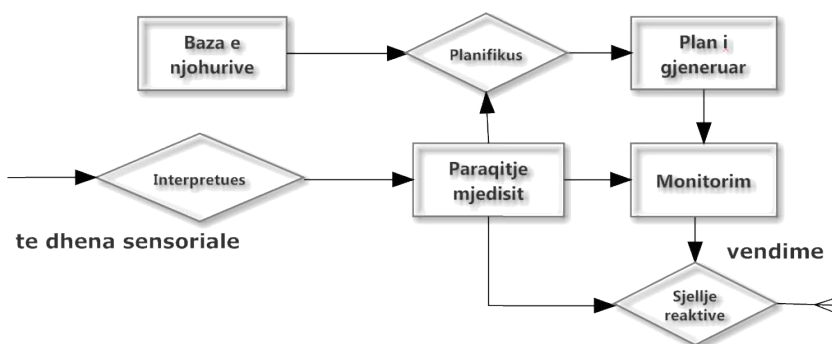 Baza e
njohurive
Planifikus
Plan i
gjeneruar
Interpretues
Paraqitje
mjedisit
Monitorim
te dhena sensoriale
vendime
Sjellje
reaktive